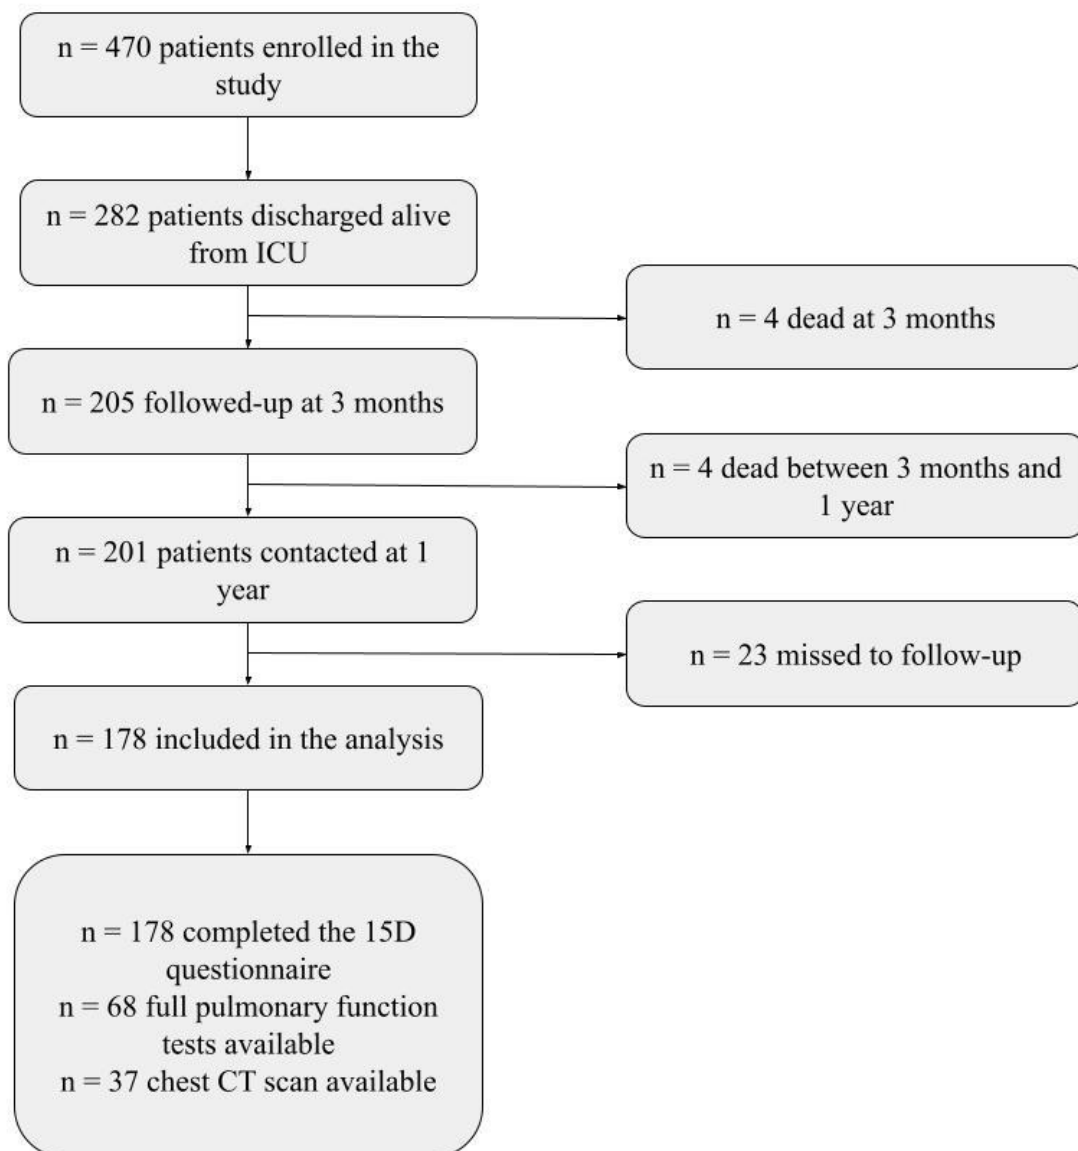 n = 470 patients enrolled in the
study
n = 282 patients discharged alive
from ICU
n = 4 dead at 3 months
n = 205 followed-up at 3 months
n = 4 dead between 3 months and
1 year
n = 201 patients contacted at 1
year
n = 23 missed to follow-up
n = 178 included in the analysis
n = 178 completed the 15D
questionnaire
n = 68 full pulmonary function
tests available
n = 37 chest CT scan available